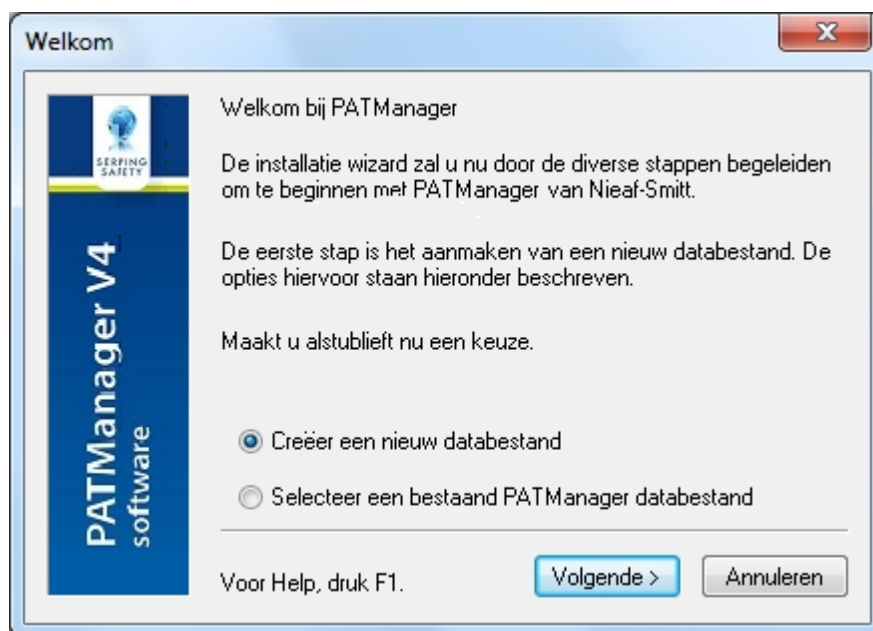 Welkom
SERPING
SAFETY
PATManager V4
software
Welkom bij PATManager
De installatie wizard zal u nu door de diverse stappen begeleiden
om te beginnen met PATManager van Nieaf-Smitt.
De eerste stap is het aanmaken van een nieuw databestand. De
opties hiervoor staan hieronder beschreven.
Maakt u alstublieft nu een keuze.
Creëer een nieuw databestand
Selecteer een bestaand PATManager databestand
Voor Help, druk F1.
Volgende >
Annuleren